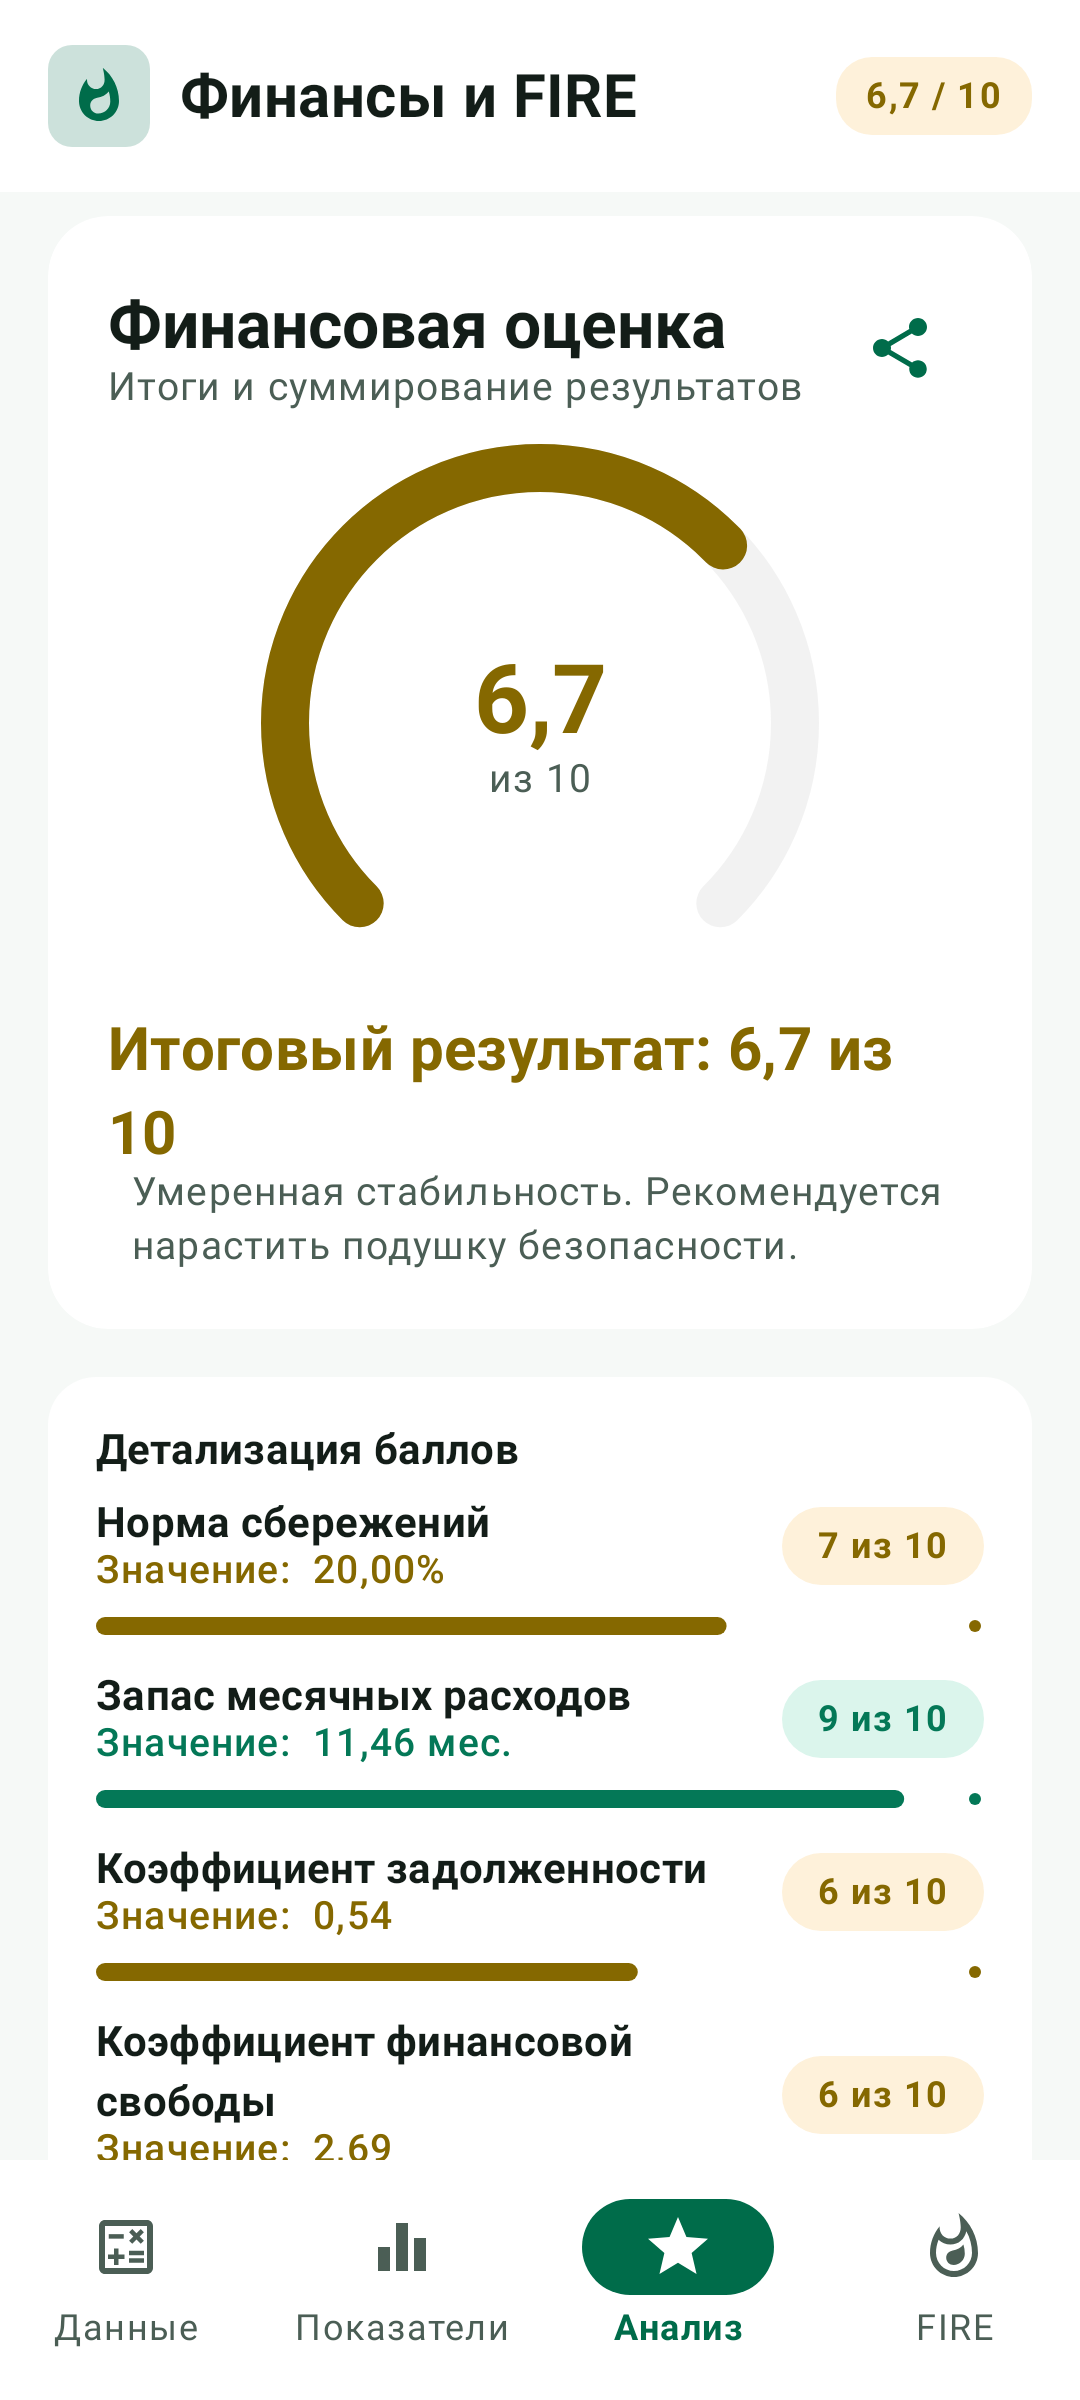 Финансы и FIRE
6,7 / 10
Финансовая оценка
Итоги и суммирование результатов
6,7
из 10
Итоговый результат: 6,7 из
10
Умеренная стабильность. Рекомендуется
нарастить подушку безопасности.
Детализация баллов
Норма сбережений
7 из 10
Значение: 20,00%
Запас месячных расходов
9 из 10
Значение: 11,46 мес.
Коэффициент задолженности
6 из 10
Значение: 0,54
Коэффициент финансовой
свободы
6 из 10
Значение: 2,69
Данные
Показатели
Анализ
FIRE